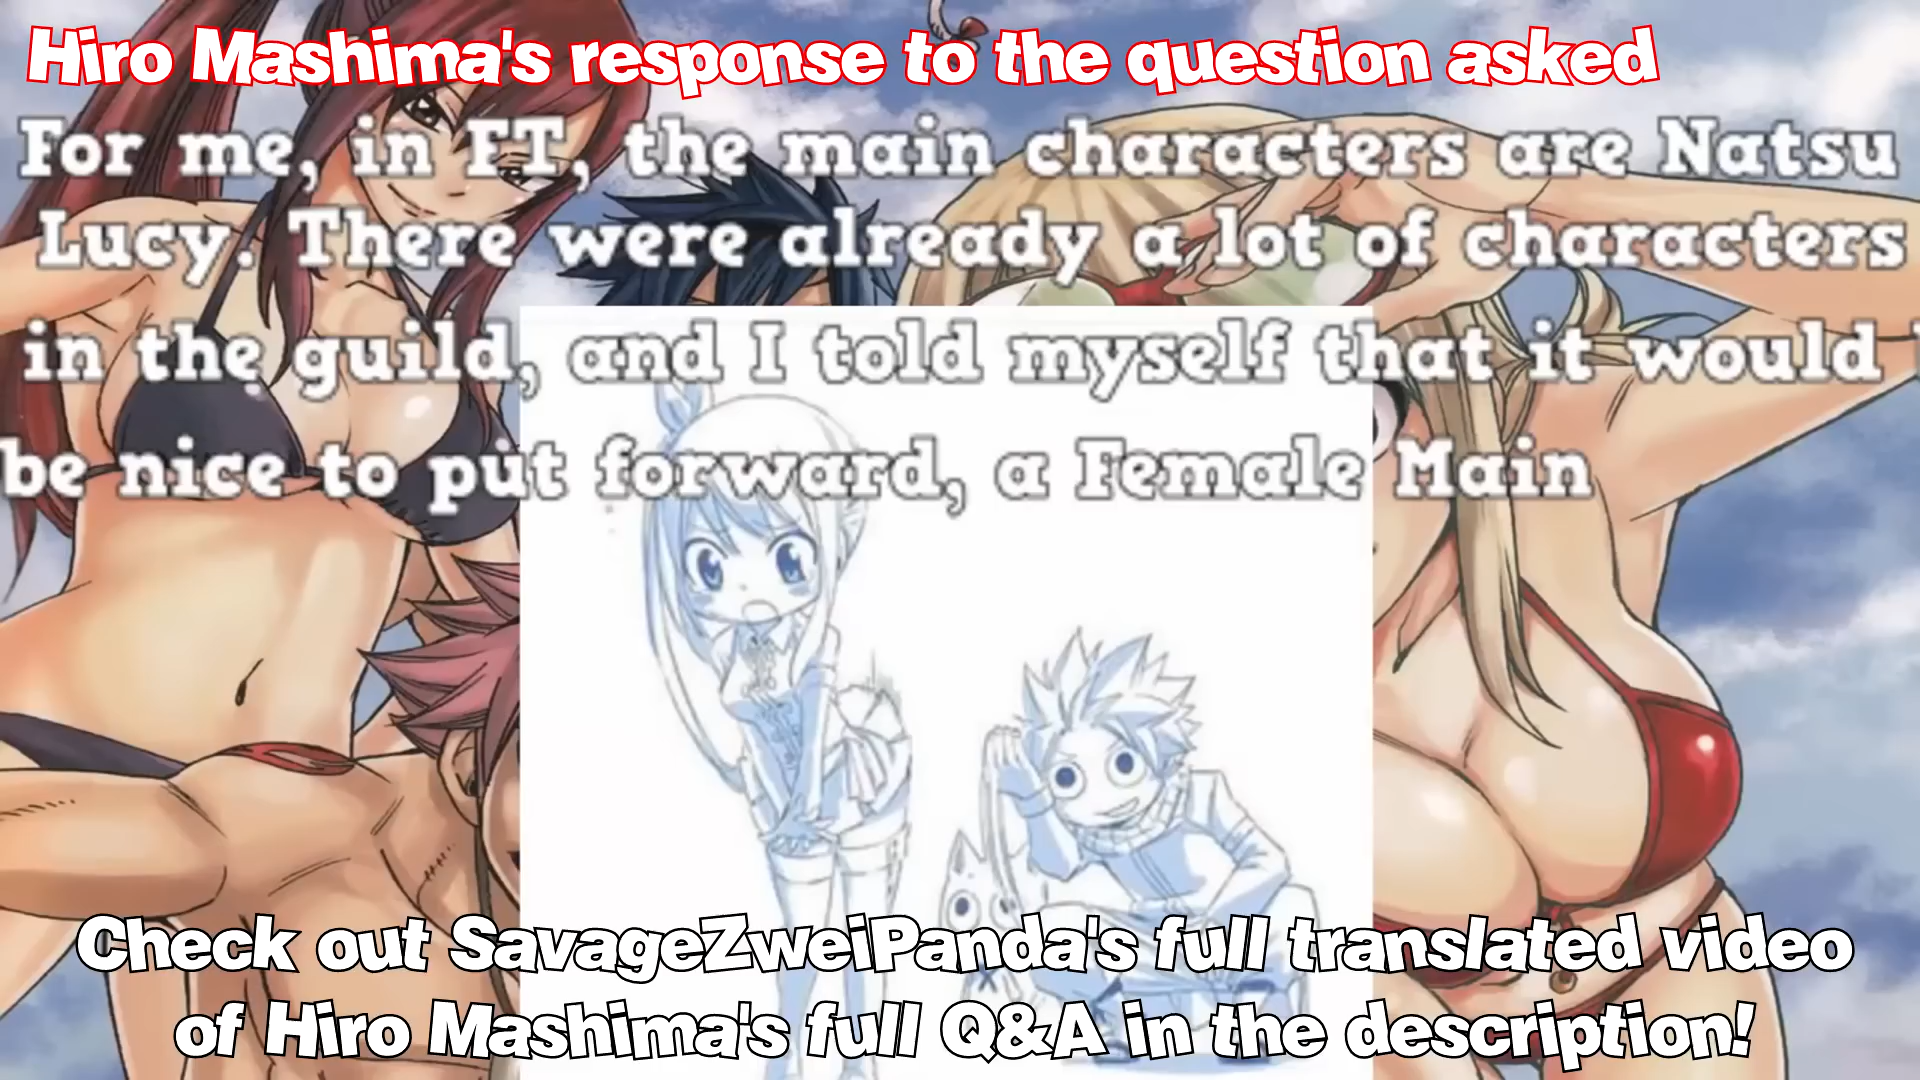 Hiro Mashima's response to the question asked
For me, in FT, the main characters are Natsu
Lucy. There were already a lot of characters
in the guild, and I told myself that it would
be nice to put forward, a Female Main
Check out SavageZweiPanda's full translated video
of Hiro Mashima's full Q&A in the description!